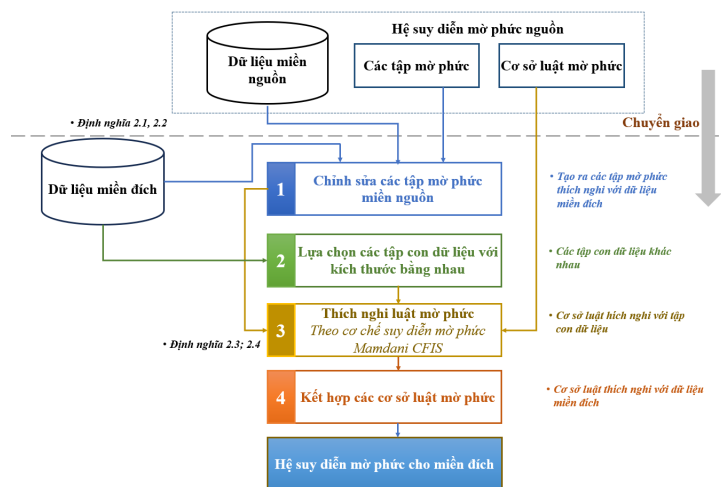 Hệ suy diễn mờ phức nguồn
Dữ liệu miền
nguồn
Các tập mờ phức
Cơ sở luật mờ phức
• Định nghĩa 2.1, 2.2
Chuyển giao
Dữ liệu miền đích
1
Chỉnh sửa các tập mờ phức
miền nguồn
• Tạo ra các tập mờ phức
thích nghi với dữ liệu
miền đích
2
Lựa chọn các tập con dữ liệu với
kích thước bằng nhau
• Các tập con dữ liệu khác
nhau
3
Thích nghi luật mờ phức
Theo cơ chế suy diễn mờ phức
Mamdani CFIS
• Cơ sở luật hích nghi với tập
con dữ liệu
• Định nghĩa 2.3; 2.4
4
Kết hợp các cơ sở luật mờ phức
• Cơ sở luật thích nghi với dữ liệu
miền đích
Hệ suy diễn mờ phức cho miền đích